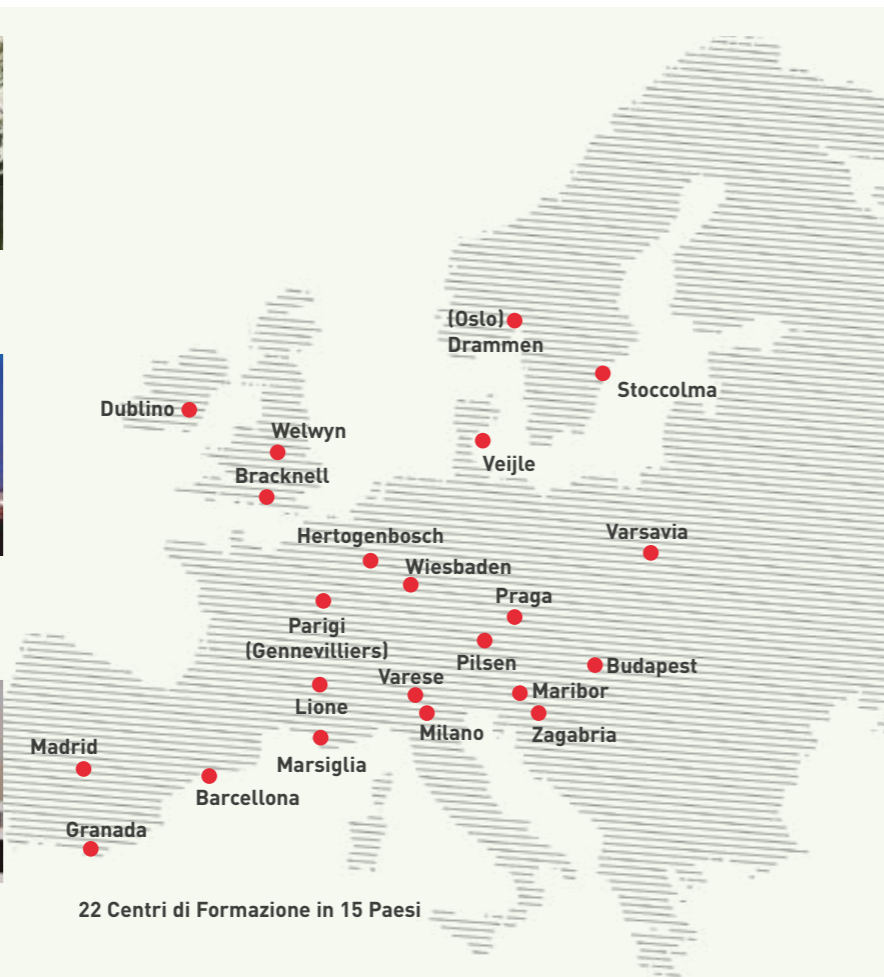 (Oslo)
Drammen
Stoccolma
Dublino
Welwyn
Bracknell
Veijle
Hertogenbosch
Varsavia
Wiesbaden
Praga
Parigi
(Gennevilliers)
Pilsen
Budapest
Varese
Maribor
Lione
Milano
Zagabria
Madrid
Marsiglia
Barcellona
Granada
22 Centri di Formazione in 15 Paesi